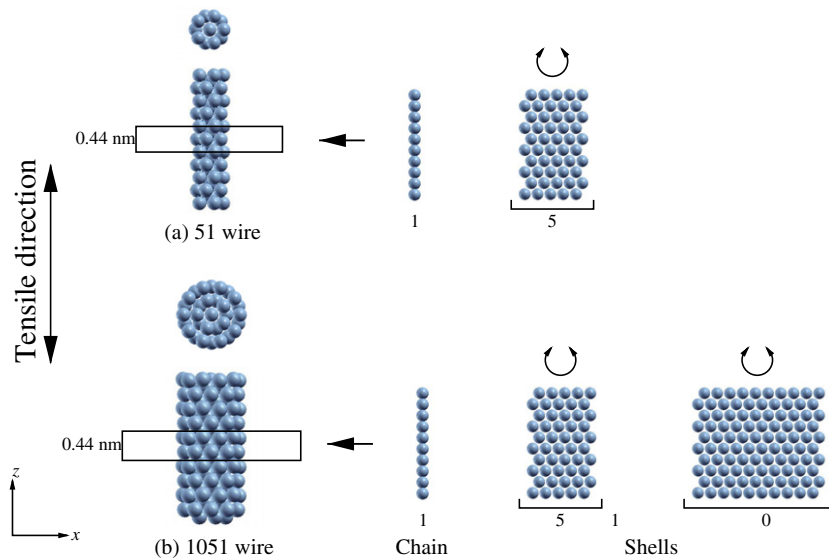 0.44 nm
1
5
(a) 51 wire
Tensile direction
0.44 nm
z
x
1
5
1
0
(b) 1051 wire
Chain
Shells